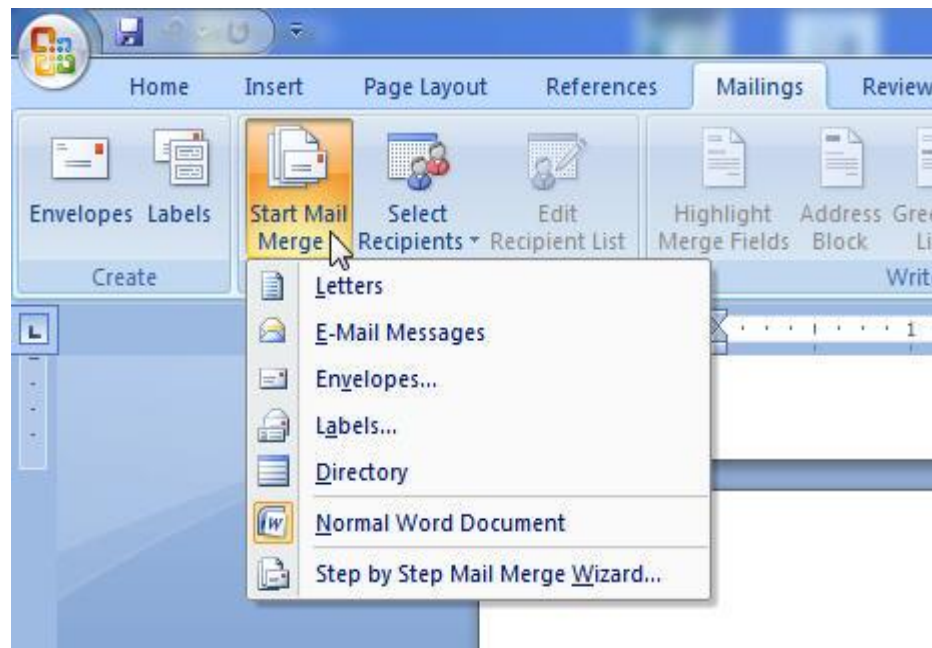 Home Insert Page Layout References Mailings Review
Envelopes Labels Start Mail Merge Select Recipients Edit Recipient List Highlight Merge Fields Address Block
Create
Letters
L 1
E-Mail Messages
Envelopes...
Labels...
Directory
Normal Word Document
Step by Step Mail Merge Wizard...